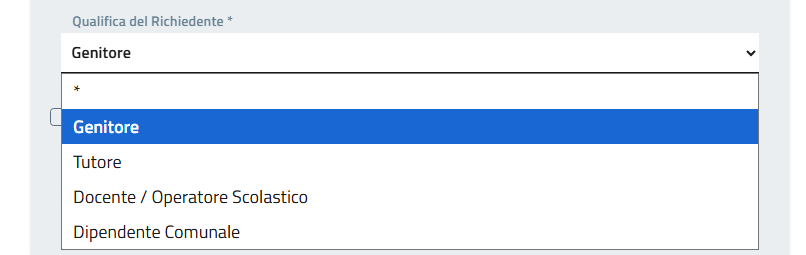 Qualifica del Richiedente *
Genitore
*
Genitore
Tutore
Docente / Operatore Scolastico
Dipendente Comunale